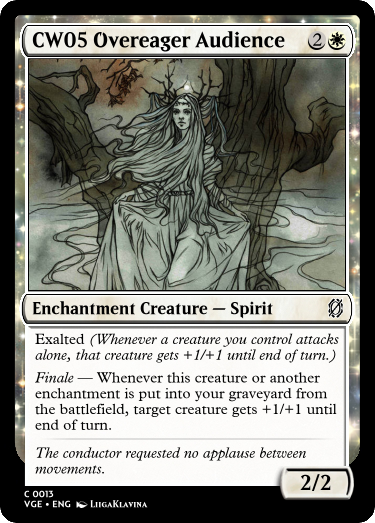 CW05 Overeager Audience 2
Enchantment Creature — Spirit
Exalted (Whenever a creature you control attacks
alone, that creature gets +1/+1 until end of turn.)
Finale — Whenever this creature or another
enchantment is put into your graveyard from
the battlefield, target creature gets +1/+1 until
end of turn.
The conductor requested no applause between
movements.
2/2
C 0013
VGE • ENG LIIGAKLAVINA